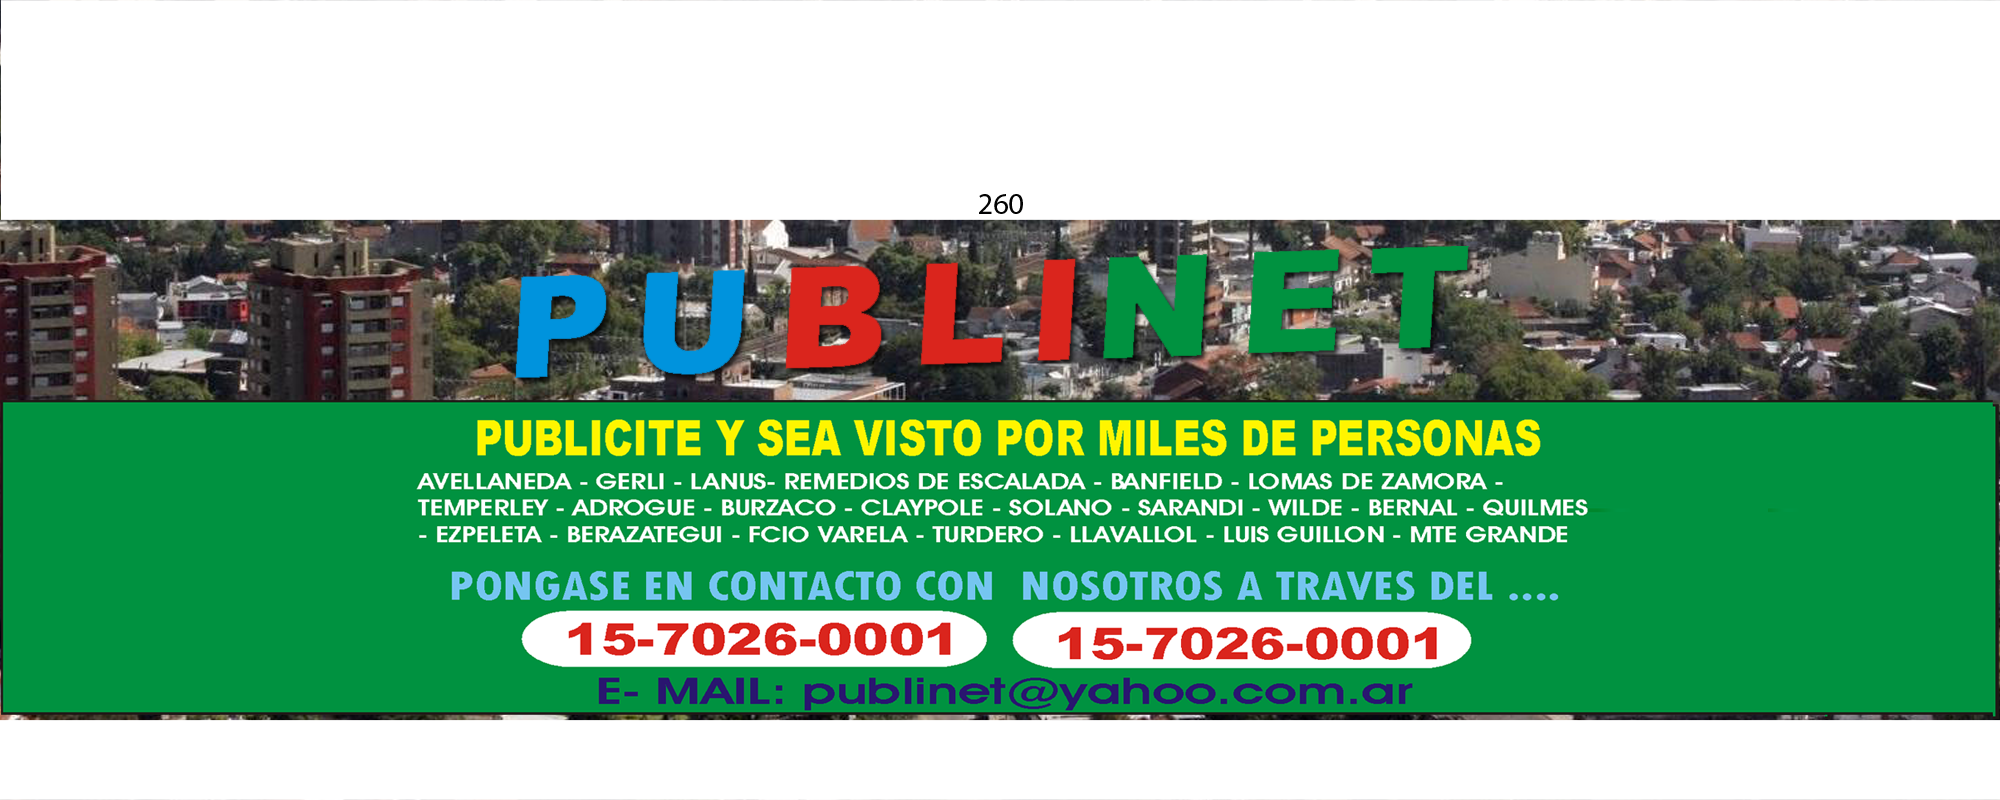 260
PUBLINET
PUBLICITE Y SEA VISTO POR MILES DE PERSONAS
AVELLANEDA - GERLI - LANUS- REMEDIOS DE ESCALADA - BANFIELD - LOMAS DE ZAMORA -
TEMPERLEY - ADROGUE - BURZACO - CLAYPOLE - SOLANO - SARANDI - WILDE - BERNAL - QUILMES
- EZPELETA - BERAZATEGUI - FCIO VARELA - TURDERO - LLAVALLOL - LUIS GUILLON - MTE GRANDE
PONGASE EN CONTACTO CON NOSOTROS A TRAVES DEL ....
15-7026-0001 15-7026-0001
E- MAIL: publinet@yahoo.com.ar